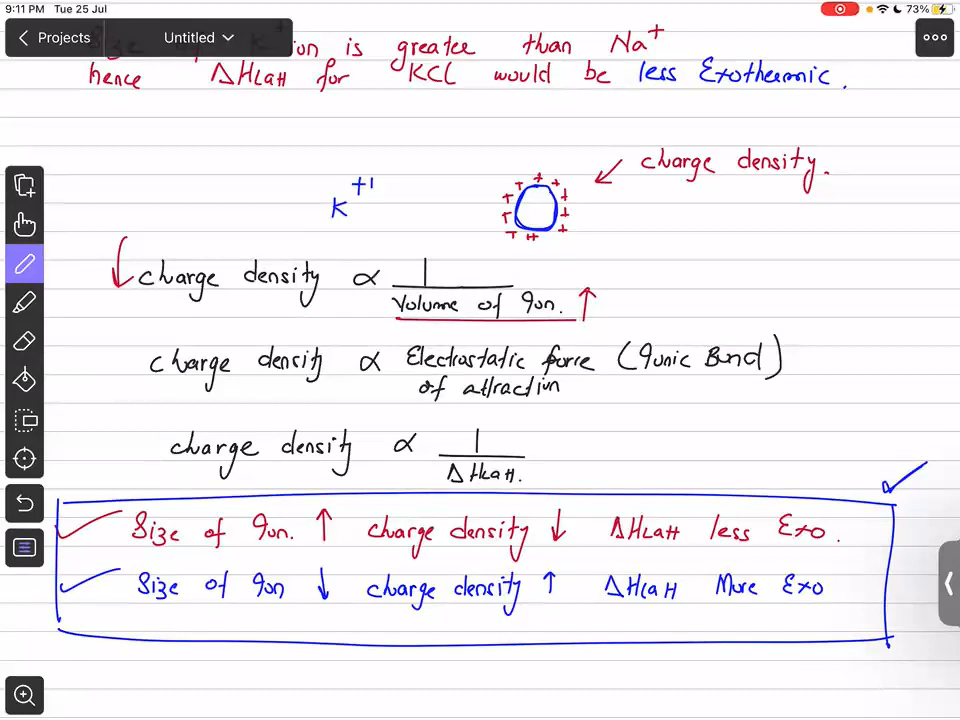 9:11 PM Tue 25 Jul
73%
Projects
Untitled
ion is greater than Na⁺
hence ΔHLatt for KCL would be less Exothermic.
charge density.
K⁺¹
charge density ∝ 1 / Volume of Ion. ↑
charge density ∝ Electrostatic force (Ionic Bond)
of attraction
charge density ∝ 1 / ΔHLatt.
Size of Ion. ↑ charge density ↓ ΔHLatt less Exo.
Size of Ion ↓ charge density ↑ ΔHLatt More Exo